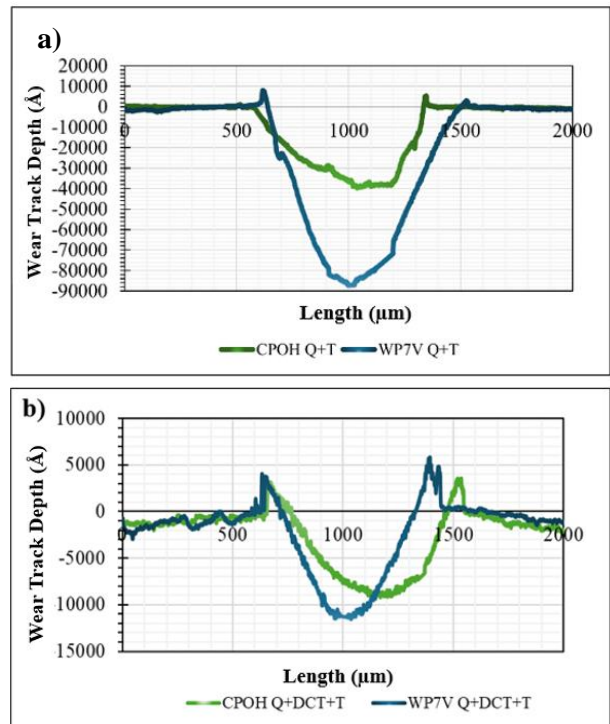 a)
Wear Track Depth (Å)
20000
10000
0
-10000
-20000
-30000
-40000
-50000
-60000
-70000
-80000
-90000
0 500 1000 1500 2000
Length (µm)
CPOH Q+T WP7V Q+T
b)
Wear Track Depth (Å)
10000
5000
0
-5000
-10000
15000
0 500 1000 1500 2000
Length (µm)
CPOH Q+DCT+T WP7V Q+DCT+T